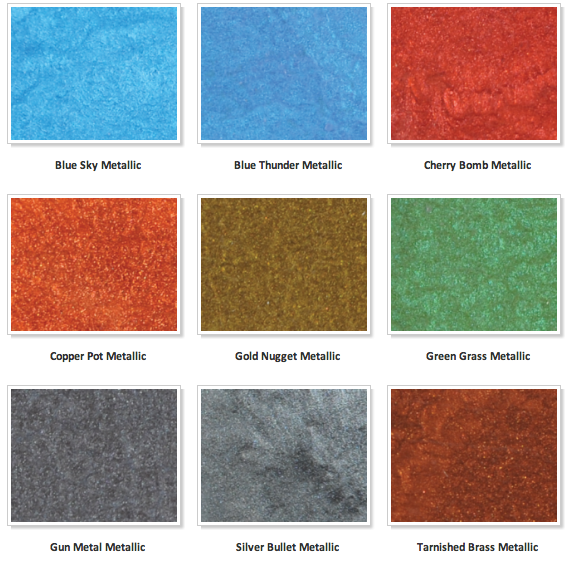 Blue Sky Metallic
Blue Thunder Metallic
Cherry Bomb Metallic
Copper Pot Metallic
Gold Nugget Metallic
Green Grass Metallic
Gun Metal Metallic
Silver Bullet Metallic
Tarnished Brass Metallic